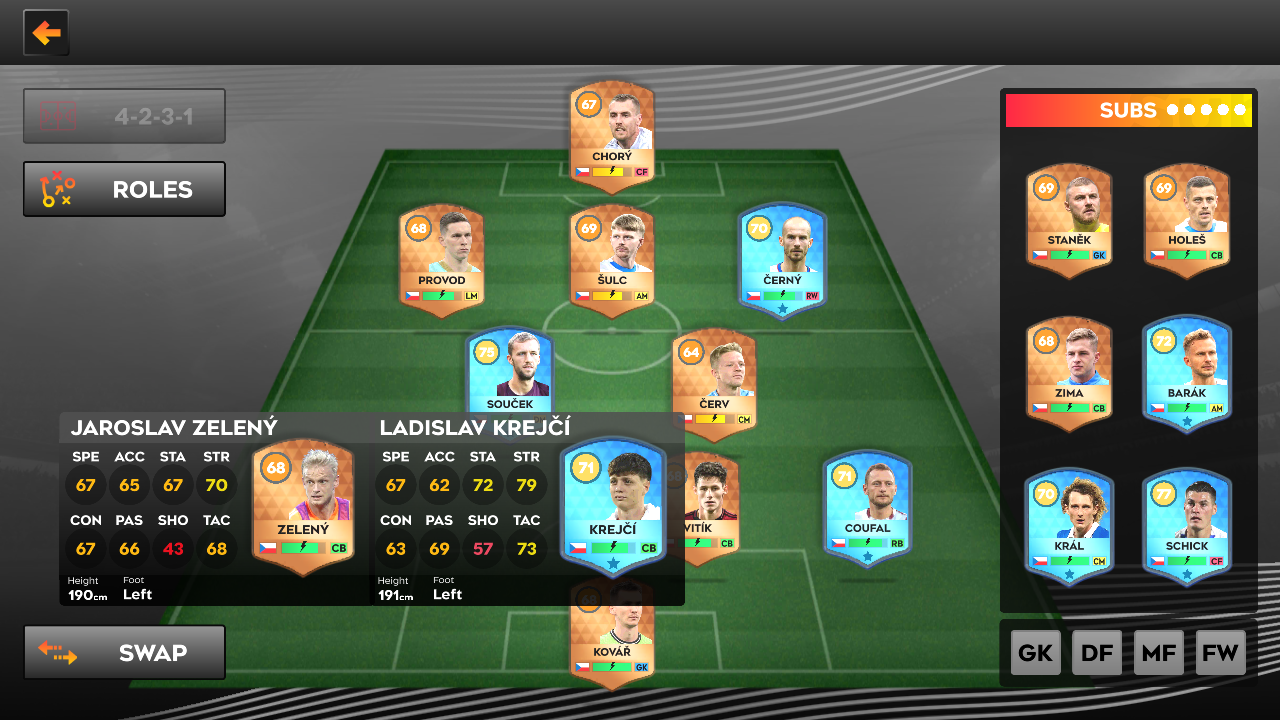 4-2-3-1
ROLES
67
CHORÝ
CF
68
PROVOD
LM
69
ŠULC
AM
70
ČERNÝ
RW
75
SOUČEK
64
ČERV
CM
JAROSLAV ZELENÝ
SPE ACC STA STR
67 65 67 70
CON PAS SHO TAC
67 66 43 68
Height Foot
190cm Left
68
ZELENÝ
CB
LADISLAV KREJČÍ
SPE ACC STA STR
67 62 72 79
CON PAS SHO TAC
63 69 57 73
Height Foot
191cm Left
71
KREJČÍ
CB
68
VITÍK
CB
71
COUFAL
RB
KOVÁŘ
GK
SWAP
SUBS
69
STANĚK
GK
69
HOLEŠ
CB
68
ZIMA
CB
72
BARÁK
AM
70
KRÁL
CM
77
SCHICK
CF
GK DF MF FW